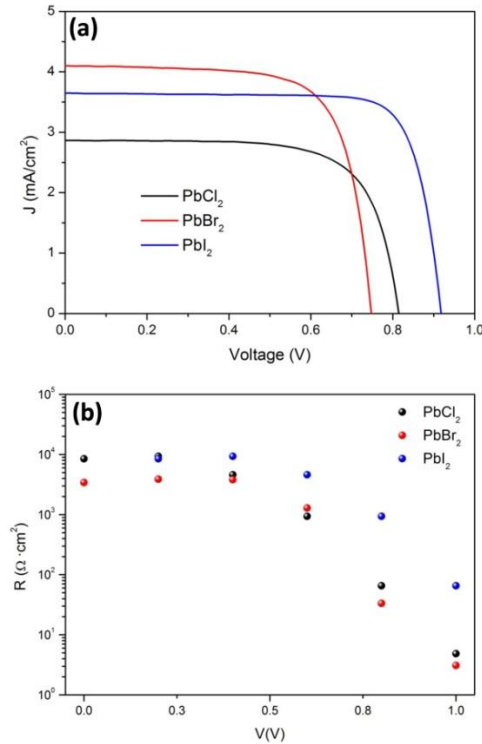 (a)
5
4
3
2
1
0
J (mA/cm²)
PbCl₂
PbBr₂
PbI₂
0.0 0.2 0.4 0.6 0.8 1.0
Voltage (V)
(b)
10⁵
10⁴
10³
10²
10¹
10⁰
R (Ω·cm²)
PbCl₂
PbBr₂
PbI₂
0.0 0.3 0.5 0.8 1.0
V(V)